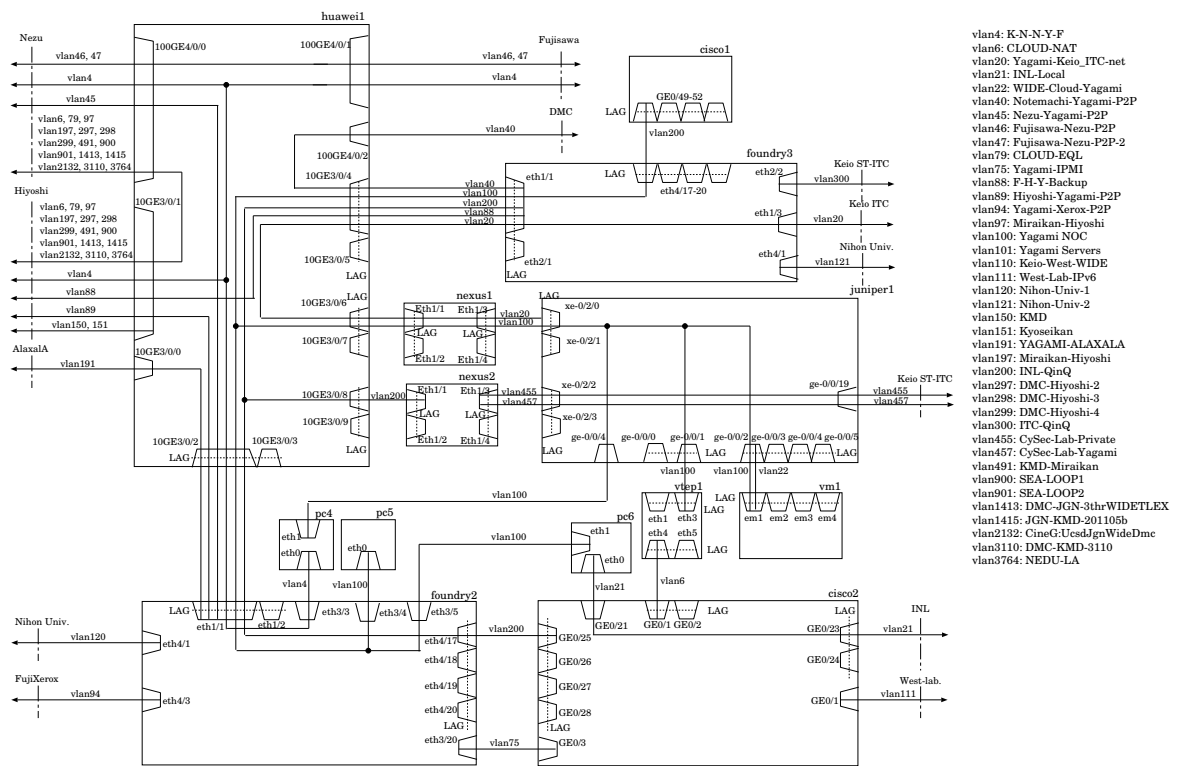 huawei1
Nezu
100GE4/0/0
100GE4/0/1
Fujisawa
vlan46, 47
vlan46, 47
vlan4
vlan4
vlan45
DMC
vlan40
100GE4/0/2
vlan6, 79, 97
vlan197, 297, 298
vlan299, 491, 900
vlan901, 1413, 1415
vlan2132, 3110, 3764
Hiyoshi
10GE3/0/1
10GE3/0/4
vlan6, 79, 97
vlan197, 297, 298
vlan299, 491, 900
vlan901, 1413, 1415
vlan2132, 3110, 3764
10GE3/0/5
LAG
vlan4
vlan88
vlan89
vlan150, 151
AlaxalA
vlan191
10GE3/0/0
LAG
10GE3/0/6
10GE3/0/7
10GE3/0/8
vlan200
10GE3/0/9
LAG
10GE3/0/2
10GE3/0/3
LAG
cisco1
GE0/49-52
LAG
vlan200
foundry3
LAG
eth4/17-20
eth1/1
vlan40
vlan100
vlan200
vlan88
vlan20
eth2/1
LAG
eth2/2
Keio ST-ITC
vlan300
eth1/3
Keio ITC
vlan20
eth4/1
Nihon Univ.
vlan121
nexus1
Eth1/1
Eth1/3
LAG
LAG
Eth1/2
Eth1/4
vlan20
vlan100
nexus2
Eth1/1
Eth1/3
LAG
LAG
Eth1/2
Eth1/4
vlan455
vlan457
juniper1
LAG
xe-0/2/0
xe-0/2/1
xe-0/2/2
xe-0/2/3
LAG
ge-0/0/19
Keio ST-ITC
vlan455
vlan457
ge-0/0/4
ge-0/0/0
ge-0/0/1
LAG
ge-0/0/2
ge-0/0/3
ge-0/0/4
ge-0/0/5
LAG
vlan100
vlan100
vlan22
vlan100
vtep1
LAG
LAG
eth1
eth3
eth4
eth5
LAG
vm1
LAG
em1
em2
em3
em4
pc4
eth1
eth0
pc5
eth0
pc6
eth1
eth0
vlan100
vlan4
vlan100
vlan21
vlan6
foundry2
LAG
eth1/1
eth1/2
eth3/3
eth3/4
eth3/5
Nihon Univ.
vlan120
eth4/1
FujiXerox
vlan94
eth4/3
eth4/17
eth4/18
eth4/19
eth4/20
LAG
eth3/20
vlan200
vlan75
cisco2
GE0/21
GE0/1
GE0/2
LAG
LAG
GE0/25
GE0/26
GE0/27
GE0/28
LAG
GE0/3
GE0/23
GE0/24
GE0/1
INL
vlan21
West-lab.
vlan111
vlan4: K-N-N-Y-F
vlan6: CLOUD-NAT
vlan20: Yagami-Keio_ITC-net
vlan21: INL-Local
vlan22: WIDE-Cloud-Yagami
vlan40: Notemachi-Yagami-P2P
vlan45: Nezu-Yagami-P2P
vlan46: Fujisawa-Nezu-P2P
vlan47: Fujisawa-Nezu-P2P-2
vlan79: CLOUD-EQL
vlan75: Yagami-IPMI
vlan88: F-H-Y-Backup
vlan89: Hiyoshi-Yagami-P2P
vlan94: Yagami-Xerox-P2P
vlan97: Miraikan-Hiyoshi
vlan100: Yagami NOC
vlan101: Yagami Servers
vlan110: Keio-West-WIDE
vlan111: West-Lab-IPv6
vlan120: Nihon-Univ-1
vlan121: Nihon-Univ-2
vlan150: KMD
vlan151: Kyoseikan
vlan191: YAGAMI-ALAXALA
vlan197: Miraikan-Hiyoshi
vlan200: INL-QinQ
vlan297: DMC-Hiyoshi-2
vlan298: DMC-Hiyoshi-3
vlan299: DMC-Hiyoshi-4
vlan300: ITC-QinQ
vlan455: CySec-Lab-Private
vlan457: CySec-Lab-Yagami
vlan491: KMD-Miraikan
vlan900: SEA-LOOP1
vlan901: SEA-LOOP2
vlan1413: DMC-JGN-3thrWIDETLEX
vlan1415: JGN-KMD-201105b
vlan2132: CineG:UcsdJgnWideDmc
vlan3110: DMC-KMD-3110
vlan3764: NEDU-LA